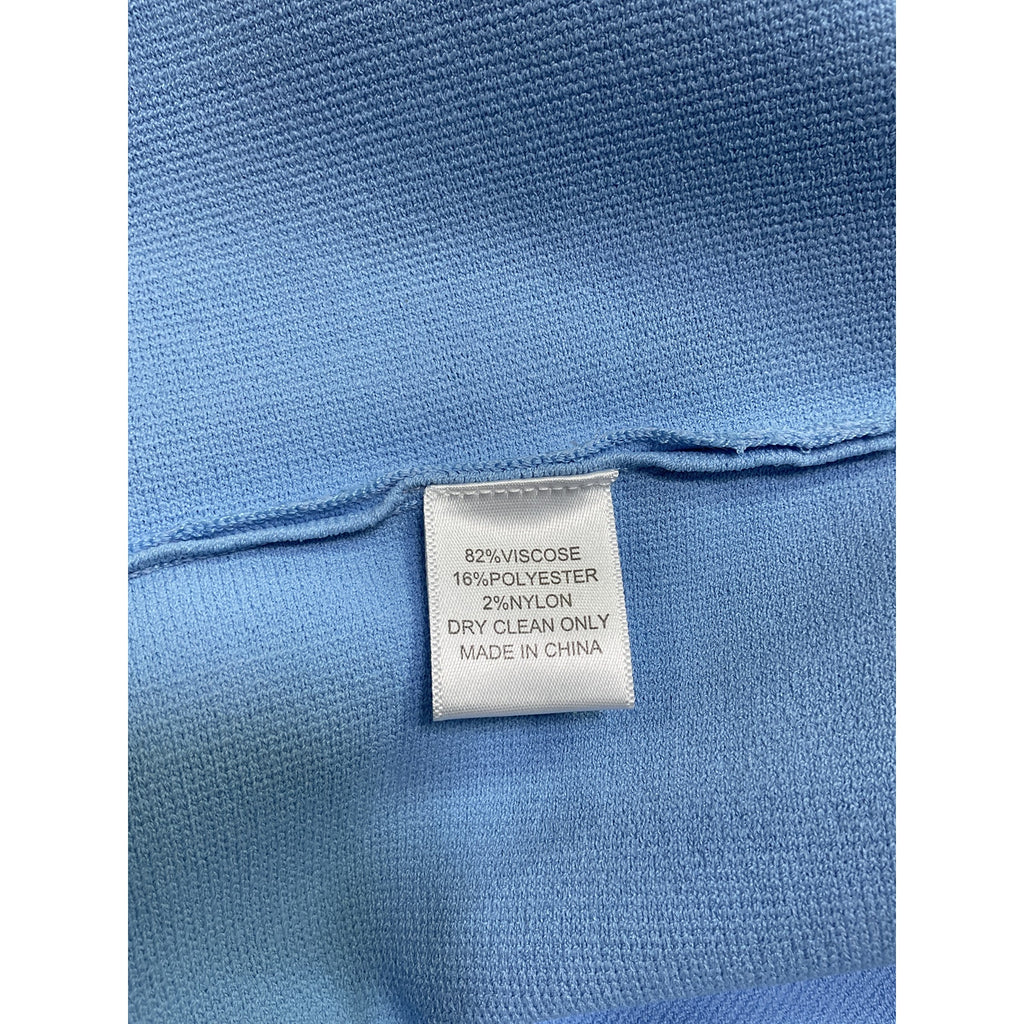 82%VISCOSE
16%POLYESTER
2%NYLON
DRY CLEAN ONLY
MADE IN CHINA